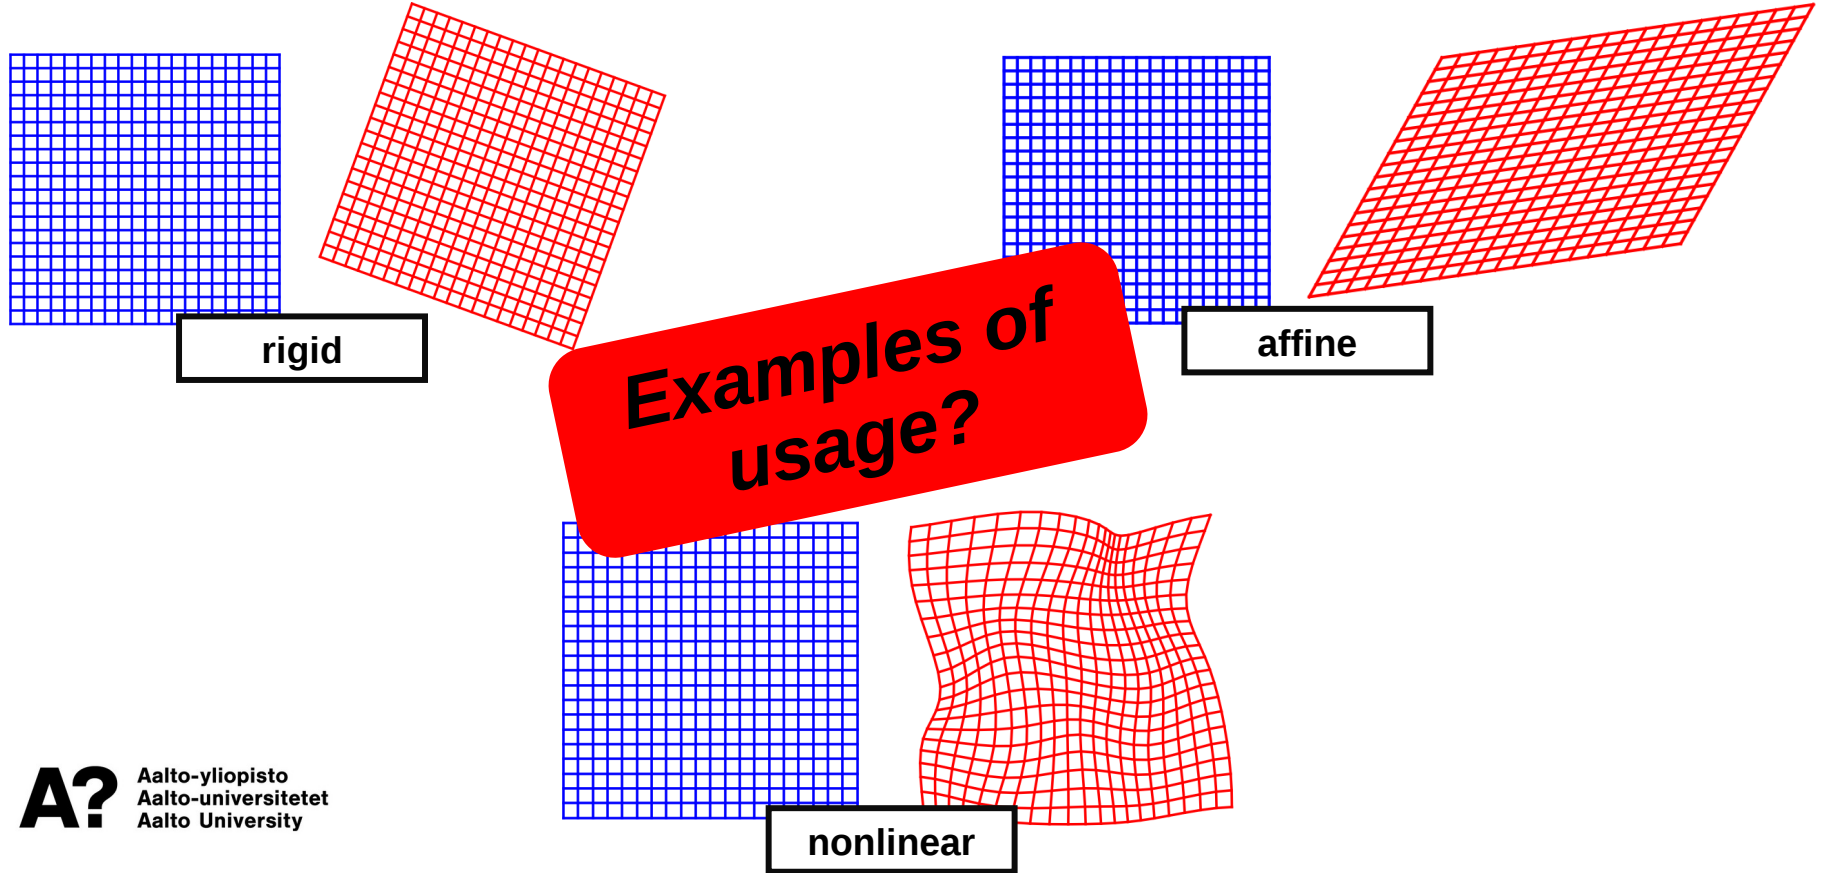 rigid
affine
Examples of
usage?
nonlinear
A?
Aalto-yliopisto
Aalto-universitetet
Aalto University